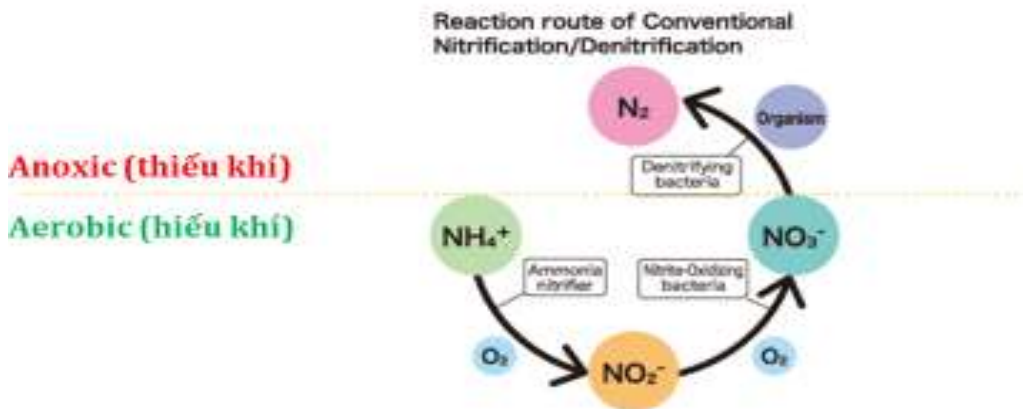 Reaction route of Conventional
Nitrification/Denitrification
N₂
Organism
Denitrifying
bacteria
Anoxic (thiếu khí)
Aerobic (hiếu khí)
NH₄⁺
NO₃⁻
Ammonia
nitrifier
Nitrite-Oxidizing
bacteria
O₂
NO₂⁻
O₂